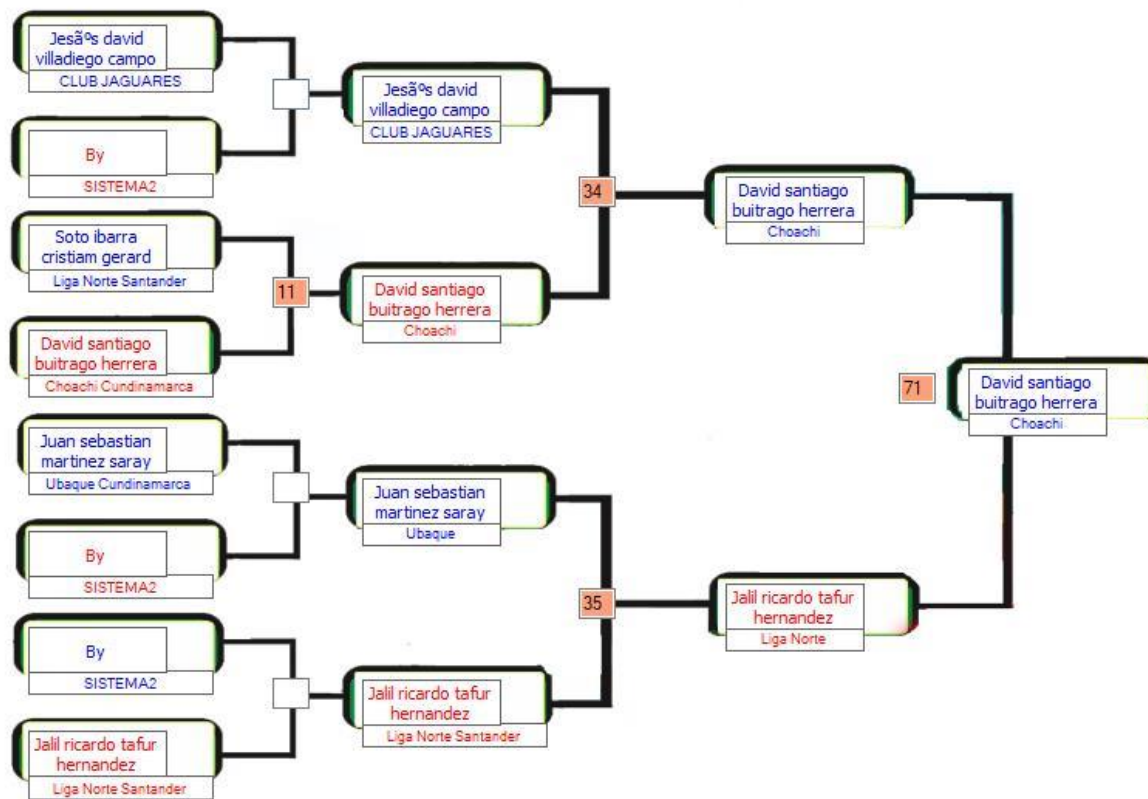 Jesãºs david
villadiego campo
CLUB JAGUARES
By
SISTEMA2
Soto ibarra
cristiam gerard
Liga Norte Santander
11
David santiago
buitrago herrera
Choachi Cundinamarca
Juan sebastian
martinez saray
Ubaque Cundinamarca
By
SISTEMA2
By
SISTEMA2
Jalil ricardo tafur
hernandez
Liga Norte Santander
Jesãºs david
villadiego campo
CLUB JAGUARES
34
David santiago
buitrago herrera
Choachi
Juan sebastian
martinez saray
Ubaque
35
Jalil ricardo tafur
hernandez
Liga Norte Santander
David santiago
buitrago herrera
Choachi
71
Jalil ricardo tafur
hernandez
Liga Norte
David santiago
buitrago herrera
Choachi